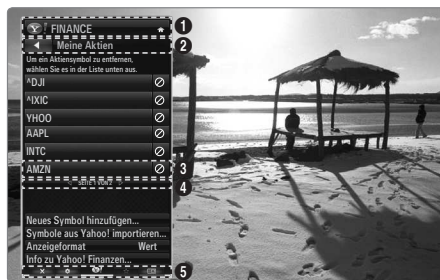 FINANCE
1
Meine Aktien
2
Um ein Aktiensymbol zu entfernen,
wählen Sie es in der Liste unten aus.
^DJI
^IXIC
YHOO
AAPL
INTC
AMZN
3
SEITE 1 VON 2
4
Neues Symbol hinzufügen...
Symbole aus Yahoo! importieren...
Anzeigeformat Wert
Info zu Yahoo! Finanzen...
5